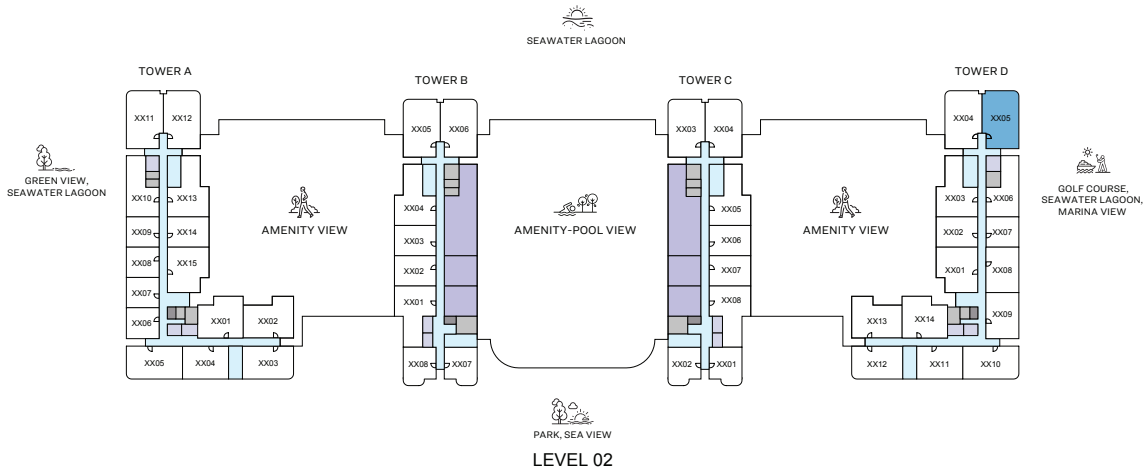 SEAWATER LAGOON
TOWER A
TOWER B
TOWER C
TOWER D
XX11
XX12
XX10
XX13
XX09
XX14
XX08
XX15
XX07
XX06
XX01
XX02
XX05
XX04
XX03
XX05
XX06
XX04
XX03
XX02
XX01
XX08
XX07
XX03
XX04
XX05
XX06
XX07
XX08
XX02
XX01
XX04
XX05
XX03
XX06
XX02
XX07
XX01
XX08
XX09
XX13
XX14
XX12
XX11
XX10
GREEN VIEW,
SEAWATER LAGOON
AMENITY VIEW
AMENITY-POOL VIEW
AMENITY VIEW
GOLF COURSE,
SEAWATER LAGOON,
MARINA VIEW
PARK, SEA VIEW
LEVEL 02